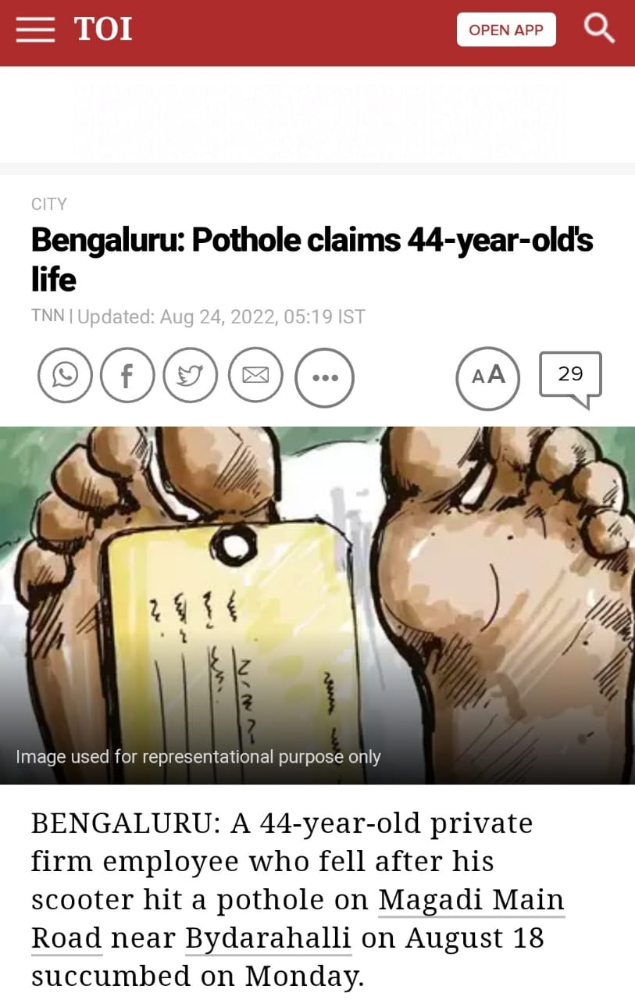 TOI
OPEN APP
CITY
Bengaluru: Pothole claims 44-year-old's
life
TNN | Updated: Aug 24, 2022, 05:19 IST
AA
29
Image used for representational purpose only
BENGALURU: A 44-year-old private
firm employee who fell after his
scooter hit a pothole on Magadi Main
Road near Bydarahalli on August 18
succumbed on Monday.